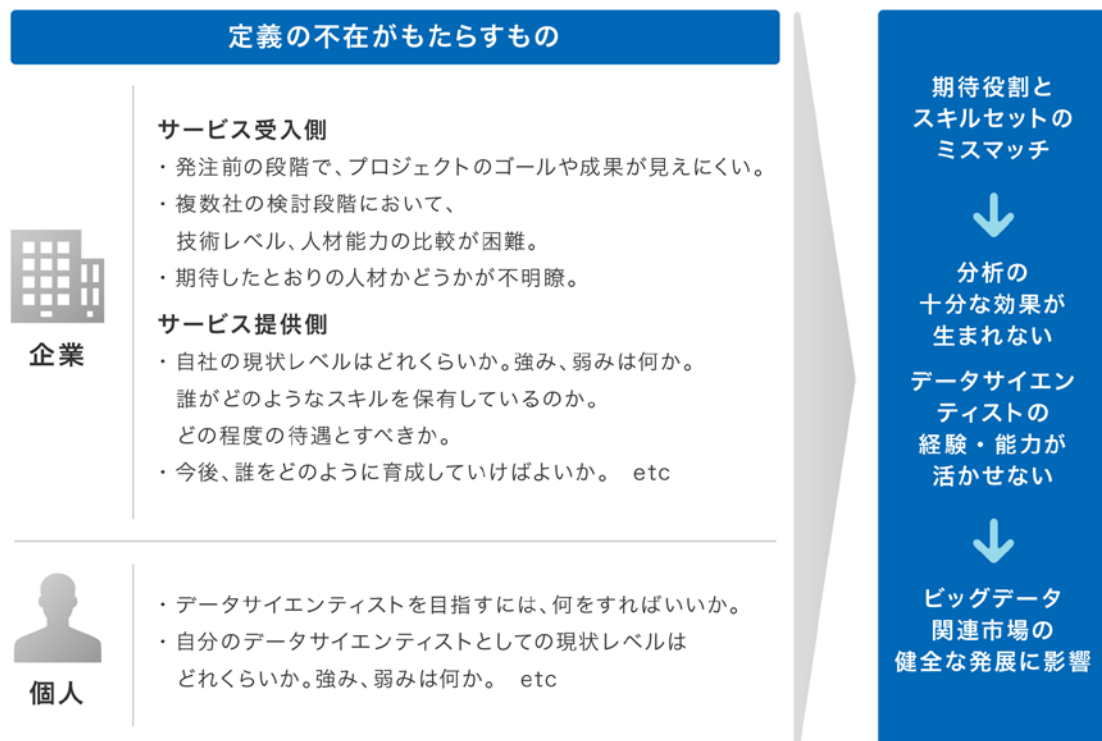 定義の不在がもたらすもの
サービス受入側
・発注前の段階で、プロジェクトのゴールや成果が見えにくい。
・複数社の検討段階において、
技術レベル、人材能力の比較が困難。
・期待したとおりの人材かどうかが不明瞭。
サービス提供側
・自社の現状レベルはどれくらいか。強み、弱みは何か。
誰がどのようなスキルを保有しているのか。
どの程度の待遇とすべきか。
・今後、誰をどのように育成していけばよいか。 etc
企業
・データサイエンティストを目指すには、何をすればいいか。
・自分のデータサイエンティストとしての現状レベルは
どれくらいか。強み、弱みは何か。 etc
個人
期待役割と
スキルセットの
ミスマッチ
分析の
十分な効果が
生まれない
データサイエン
ティストの
経験・能力が
活かせない
ビッグデータ
関連市場の
健全な発展に影響